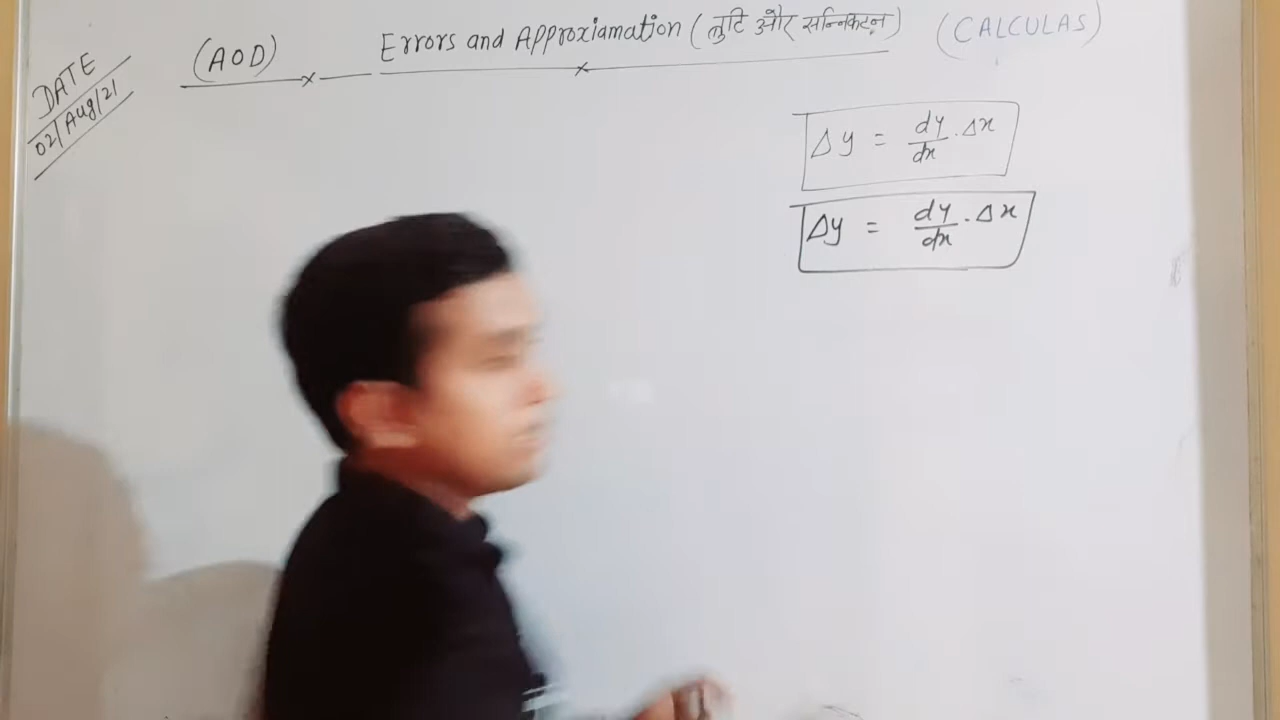 DATE
02/Aug/21
(AOD) Errors and Approxiamation (त्रुटि और सन्निकटन) (CALCULAS)
Δy = dy/dx . Δx
Δy = dy/dx . Δx